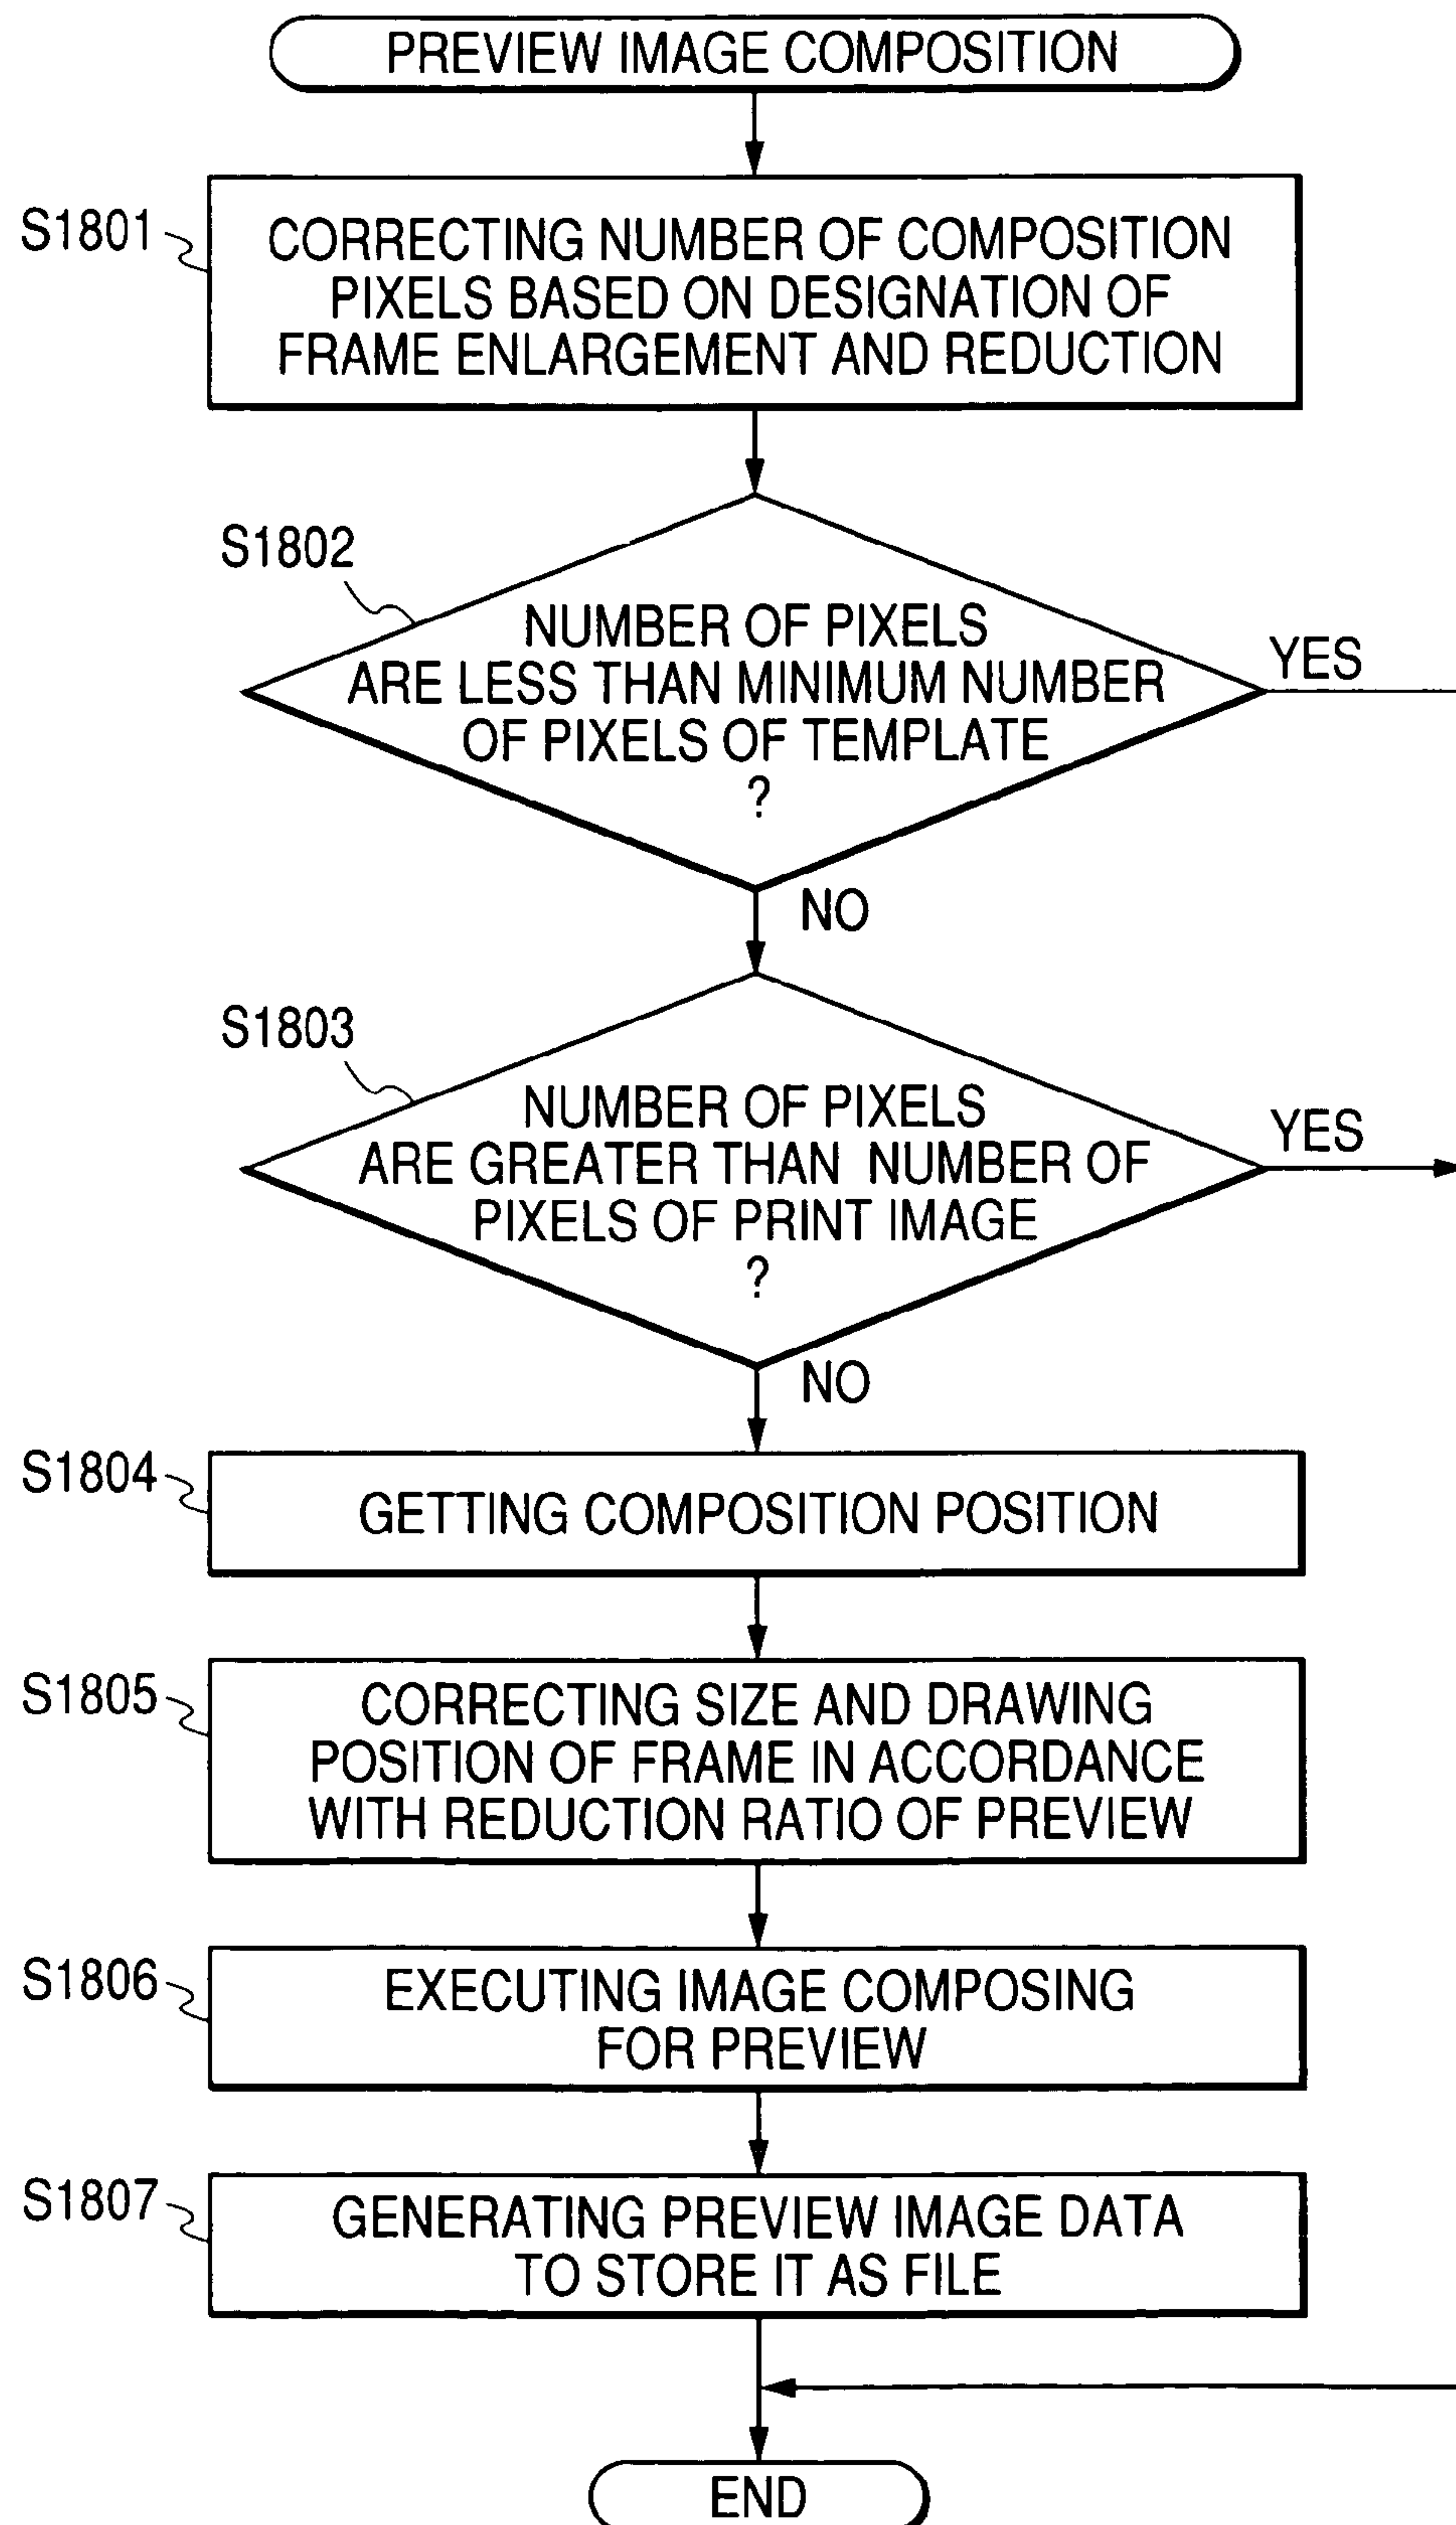 PREVIEW IMAGE COMPOSITION
S1801
CORRECTING NUMBER OF COMPOSITION
PIXELS BASED ON DESIGNATION OF
FRAME ENLARGEMENT AND REDUCTION
S1802
NUMBER OF PIXELS
ARE LESS THAN MINIMUM NUMBER
OF PIXELS OF TEMPLATE
?
YES
NO
S1803
NUMBER OF PIXELS
ARE GREATER THAN NUMBER OF
PIXELS OF PRINT IMAGE
?
YES
NO
S1804
GETTING COMPOSITION POSITION
S1805
CORRECTING SIZE AND DRAWING
POSITION OF FRAME IN ACCORDANCE
WITH REDUCTION RATIO OF PREVIEW
S1806
EXECUTING IMAGE COMPOSING
FOR PREVIEW
S1807
GENERATING PREVIEW IMAGE DATA
TO STORE IT AS FILE
END